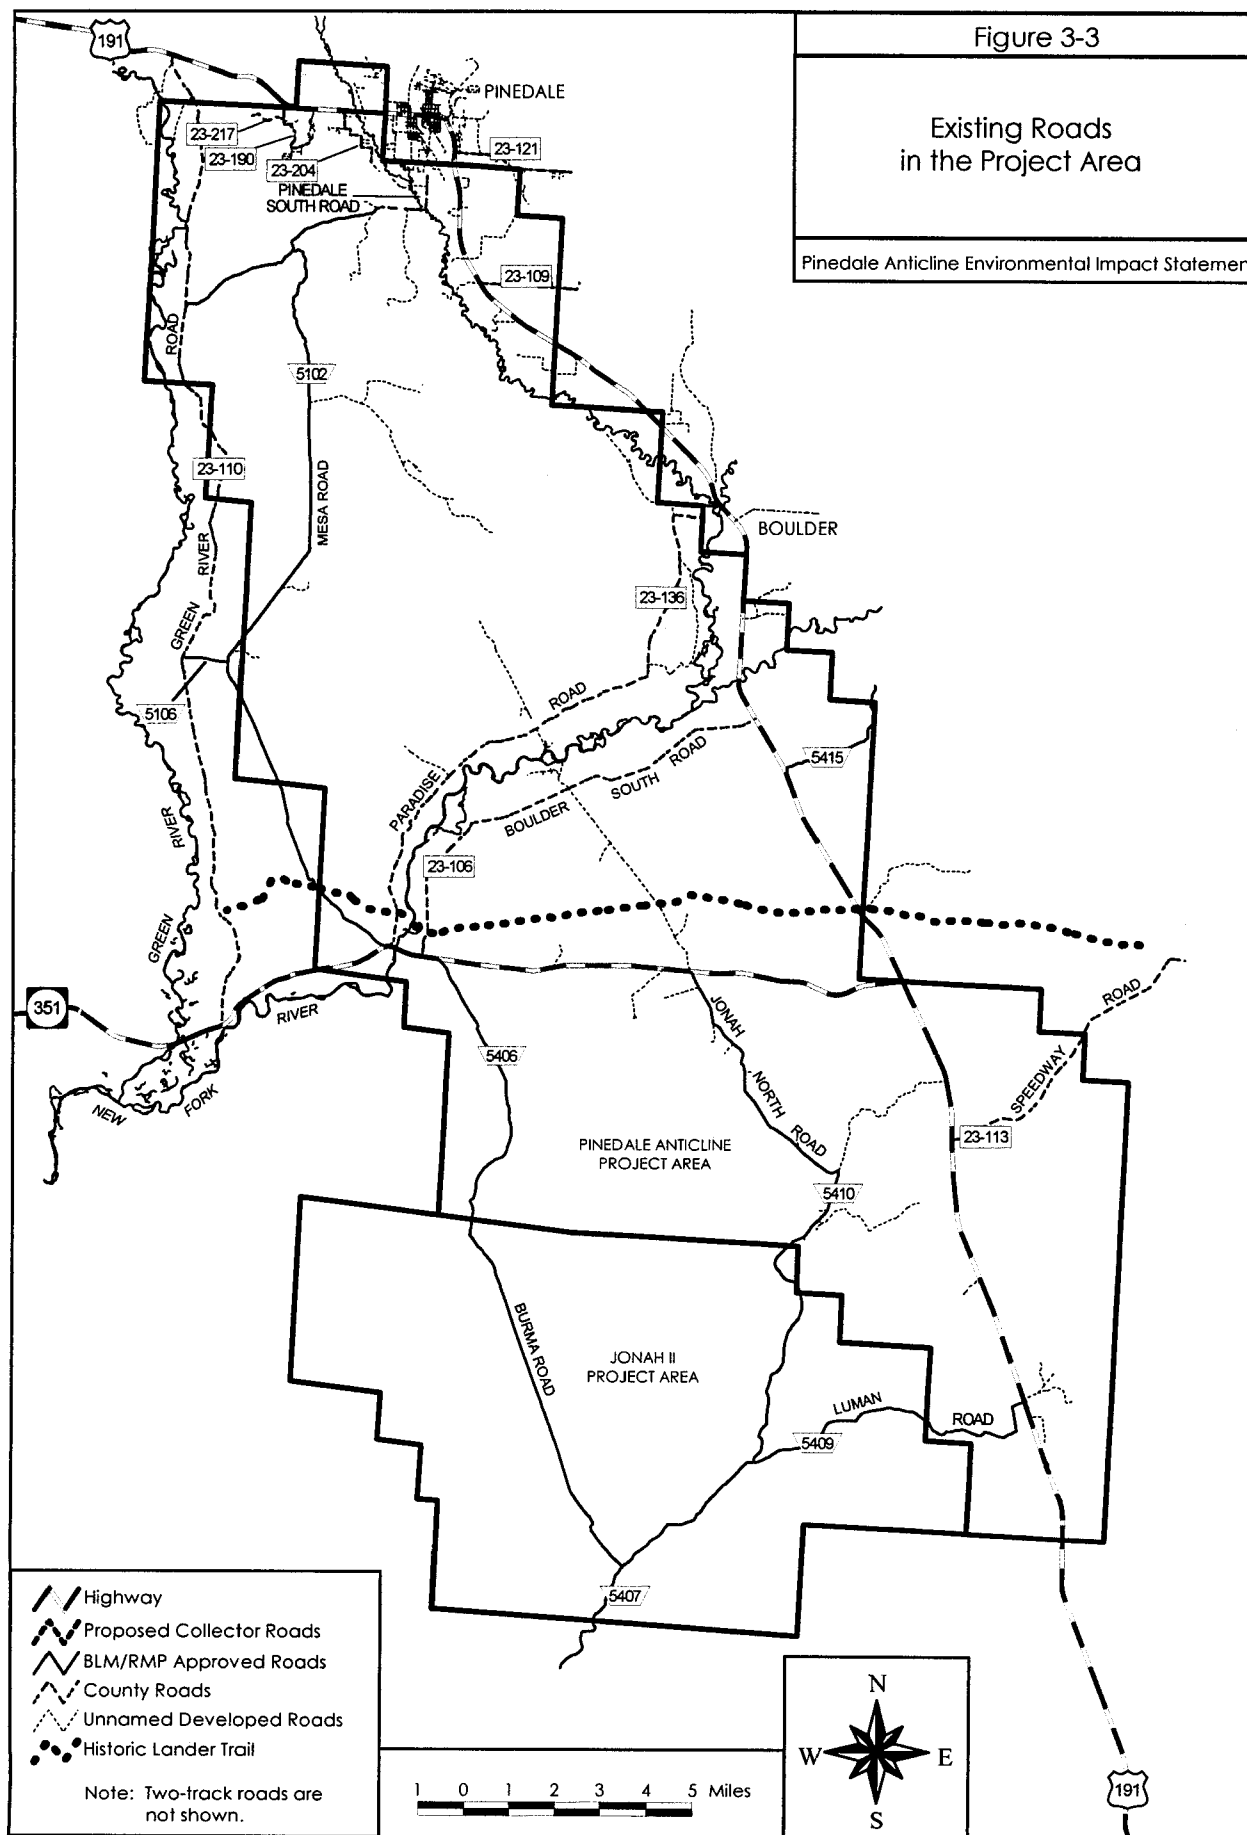 Figure 3-3
Existing Roads
in the Project Area
Pinedale Anticline Environmental Impact Statemen
191
PINEDALE
23-217
23-190
23-204
23-121
PINEDALE
SOUTH ROAD
23-109
ROAD
5102
23-110
MESA ROAD
RIVER
GREEN
BOULDER
23-136
5106
ROAD
PARADISE
5415
BOULDER
SOUTH
ROAD
RIVER
GREEN
23-106
351
RIVER
NEW
FORK
5406
JONAH
NORTH
ROAD
ROAD
SPEEDWAY
23-113
PINEDALE ANTICLINE
PROJECT AREA
5410
BURMA ROAD
JONAH II
PROJECT AREA
LUMAN
ROAD
5409
5407
Highway
Proposed Collector Roads
BLM/RMP Approved Roads
County Roads
Unnamed Developed Roads
Historic Lander Trail
Note: Two-track roads are
not shown.
1 0 1 2 3 4 5 Miles
N
W E
S
191